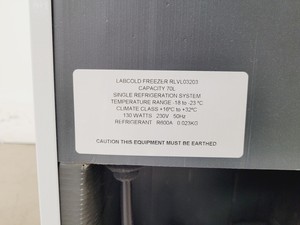 LABCOLD FREEZER RLVL03203
CAPACITY 70L
SINGLE REFRIGERATION SYSTEM
TEMPERATURE RANGE -18 to -23 °C
CLIMATE CLASS +16°C to +32°C
130 WATTS 230V 50Hz
REFRIGERANT R600A 0.023KG
CAUTION THIS EQUIPMENT MUST BE EARTHED